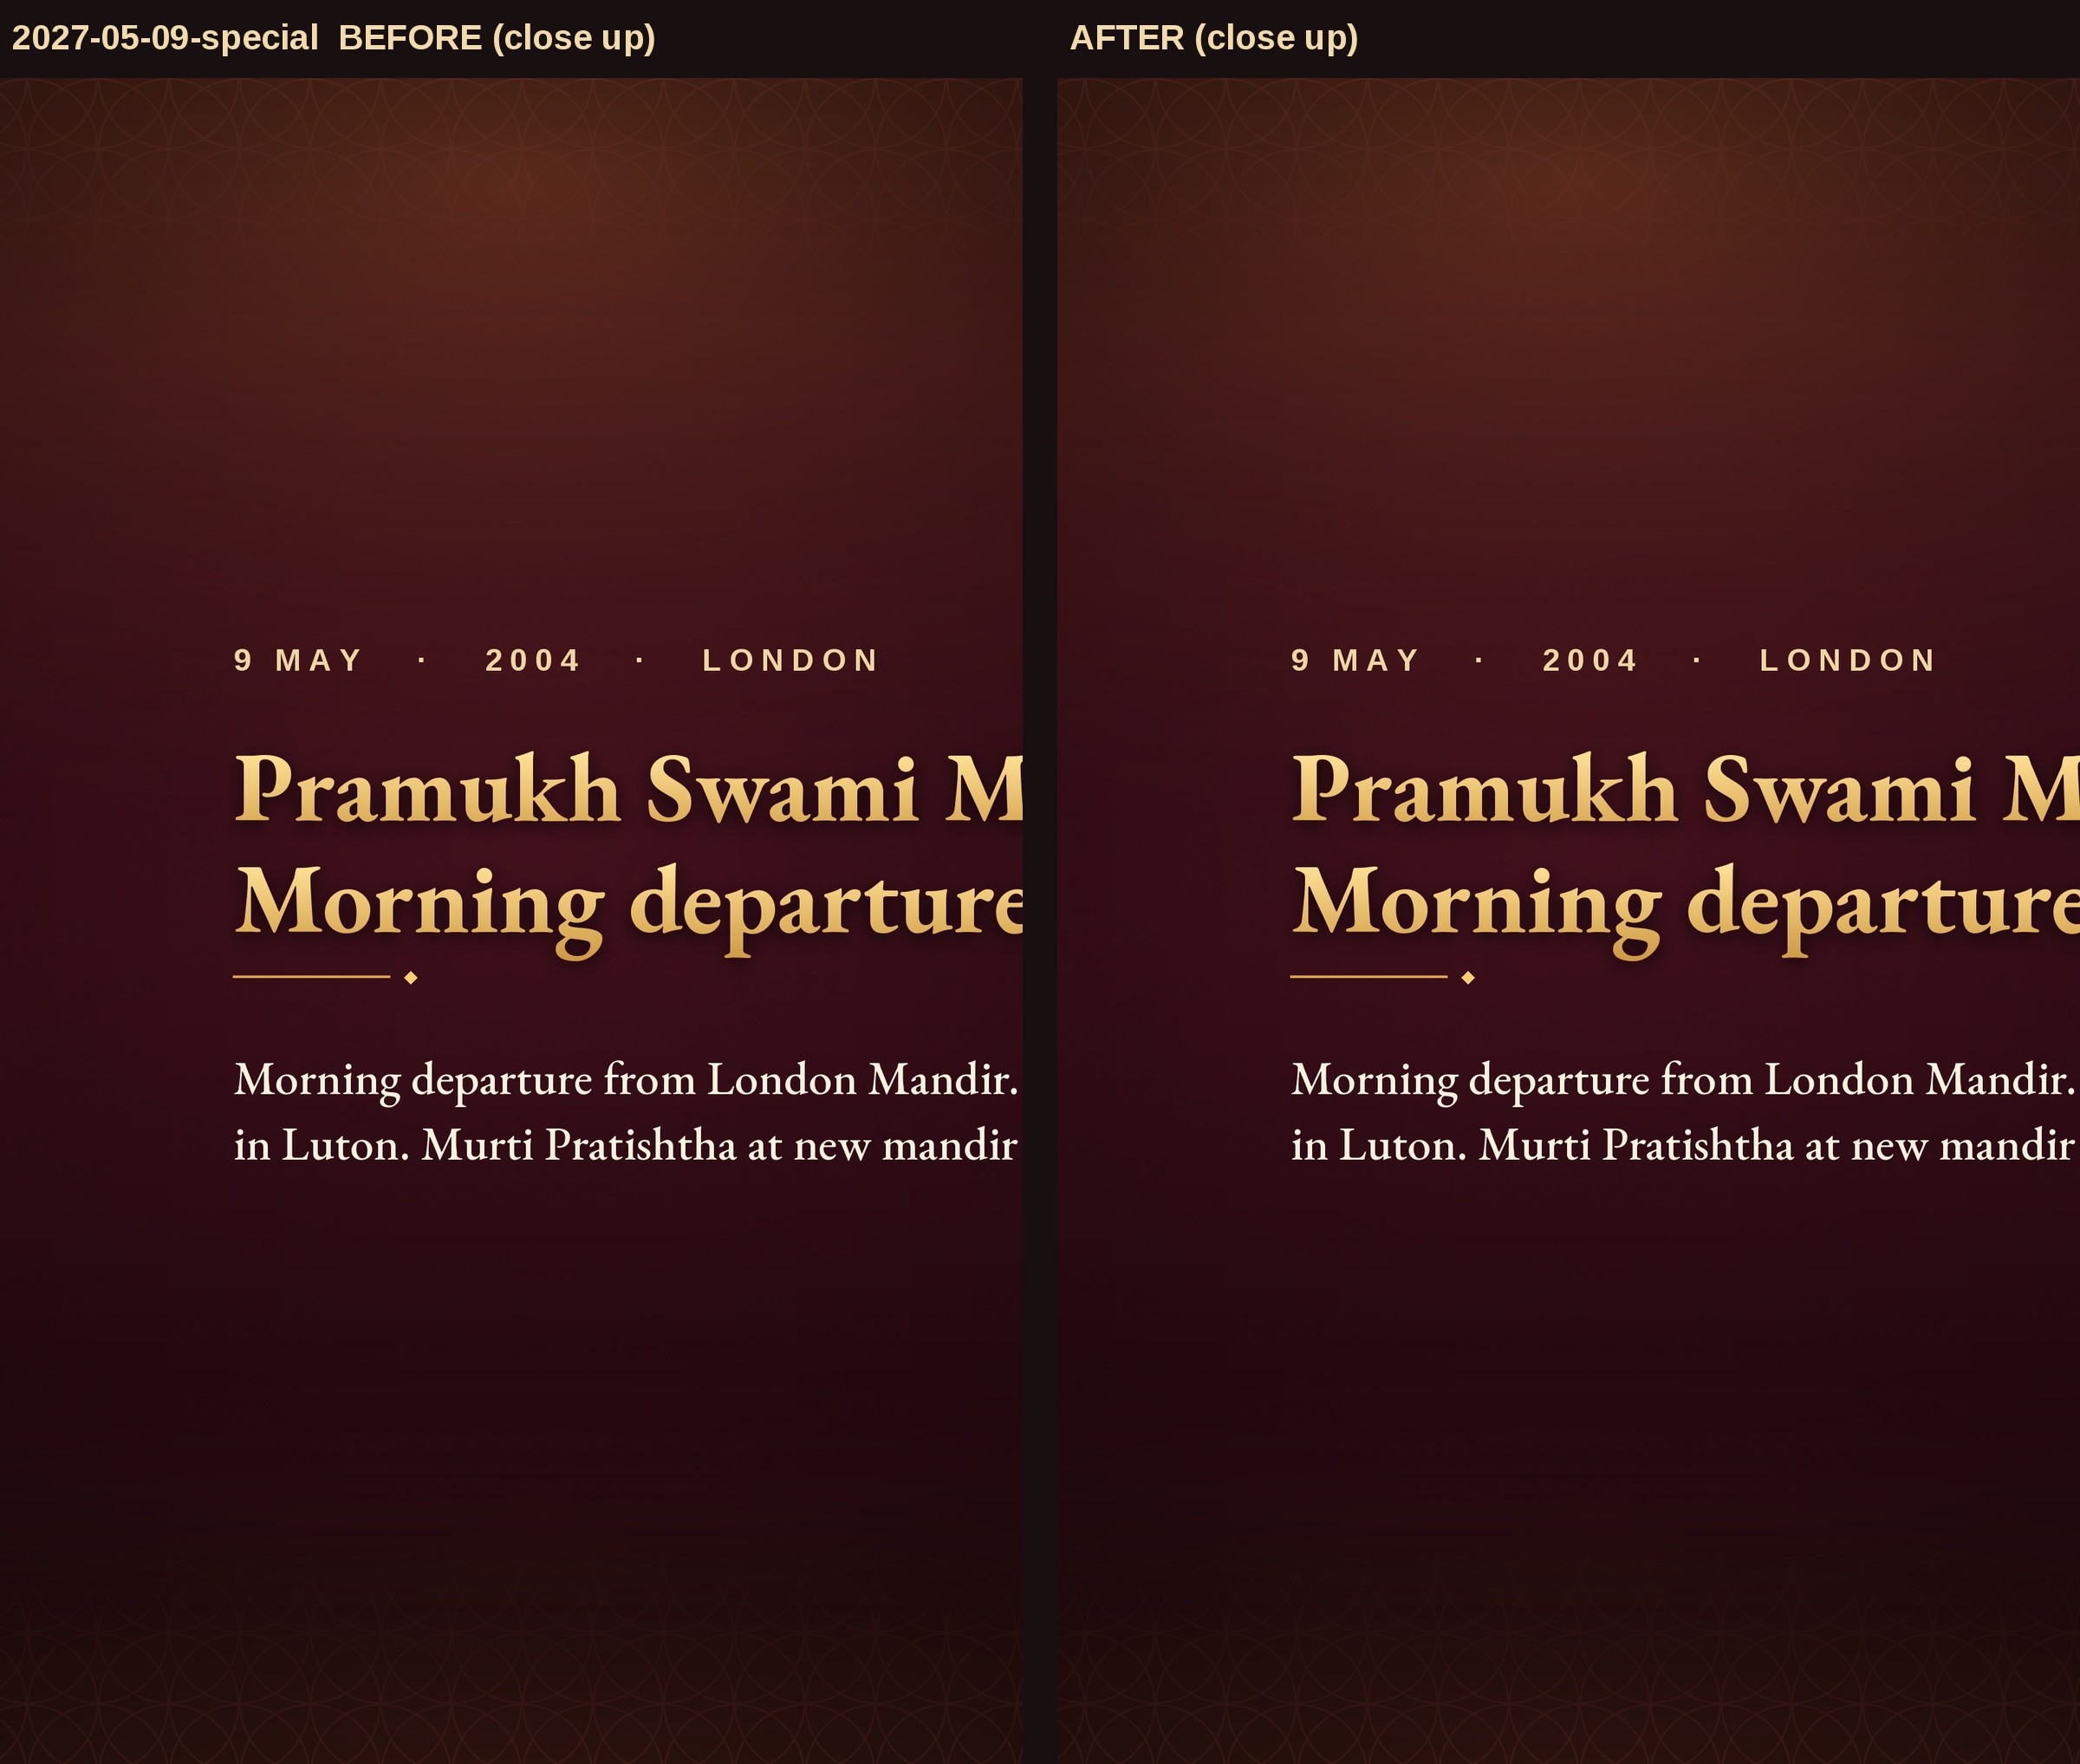 2027-05-09-special BEFORE (close up)
9 MAY · 2004 · LONDON
Pramukh Swami M
Morning departure
Morning departure from London Mandir.
in Luton. Murti Pratishtha at new mandir
AFTER (close up)
9 MAY · 2004 · LONDON
Pramukh Swami M
Morning departure
Morning departure from London Mandir.
in Luton. Murti Pratishtha at new mandir